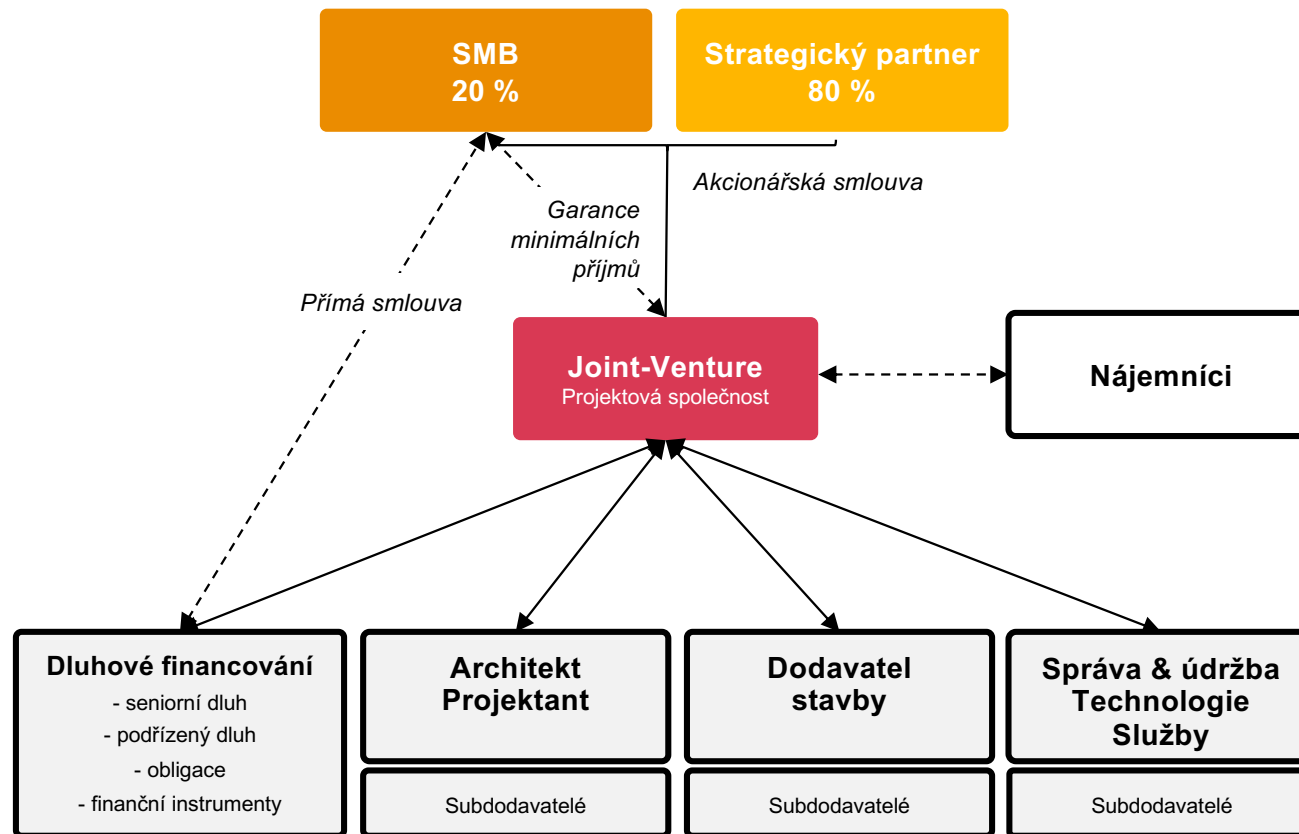 SMB
20 %
Strategický partner
80 %
Akcionářská smlouva
Garance
minimálních
příjmů
Přímá smlouva
Joint-Venture
Projektová společnost
Nájemníci
Dluhové financování
- seniorní dluh
- podřízený dluh
- obligace
- finanční instrumenty
Architekt
Projektant
Subdodavatelé
Dodavatel
stavby
Subdodavatelé
Správa & údržba
Technologie
Služby
Subdodavatelé